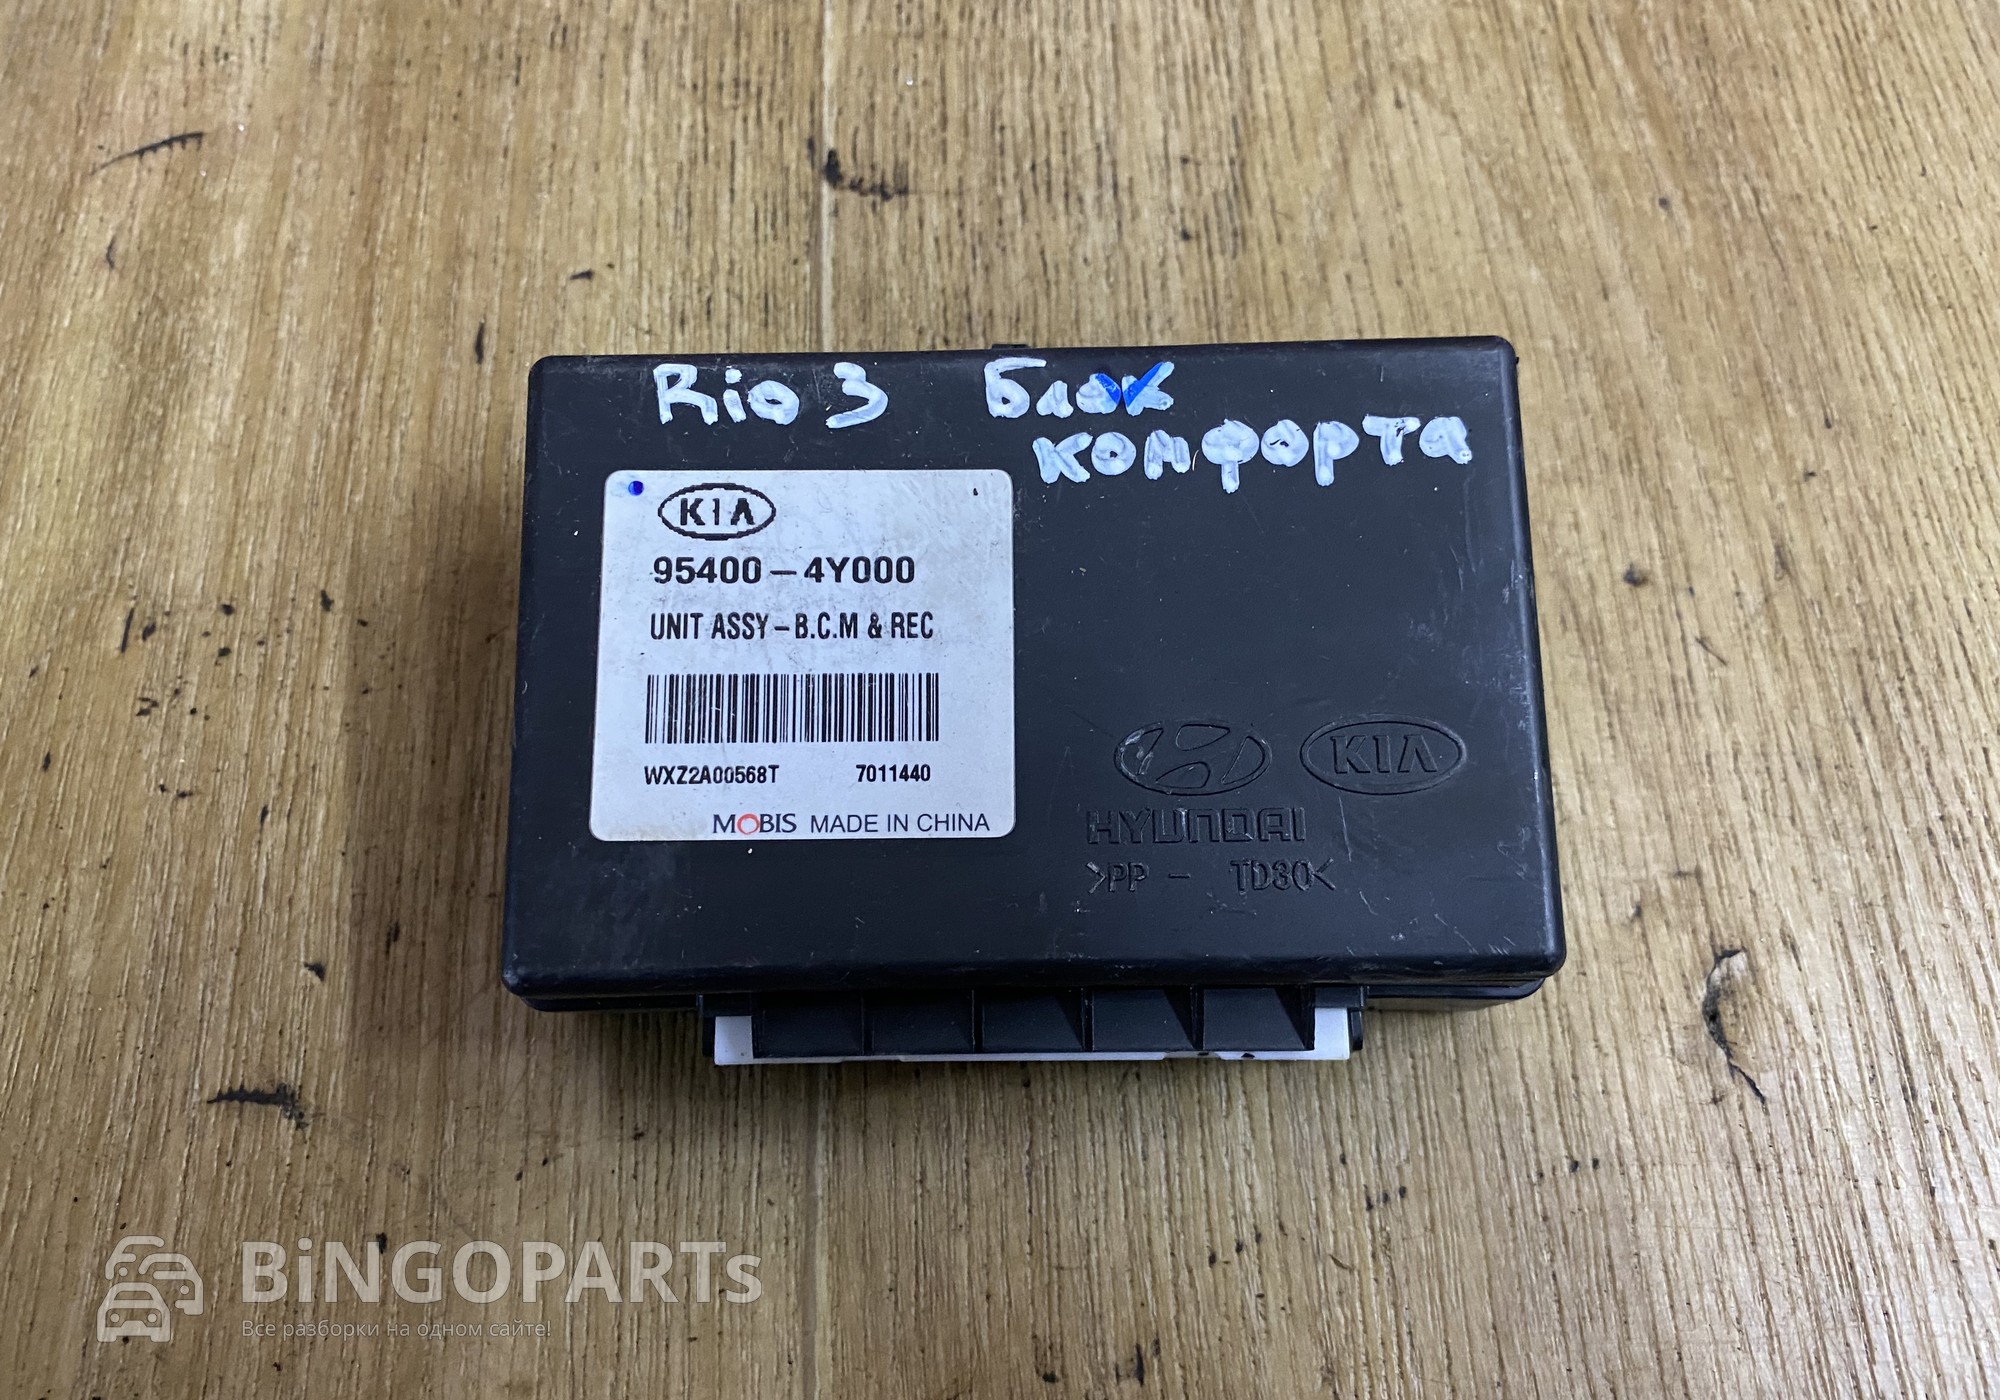 Rio 3 Блок
комфорта
KIA
95400-4Y000
UNIT ASSY-B.C.M & REC
WXZ2A00568T 7011440
MOBIS MADE IN CHINA
KIA
HYUNDAI
>PP - TD30<
BiNGOPARTs
Все разборки на одном сайте!